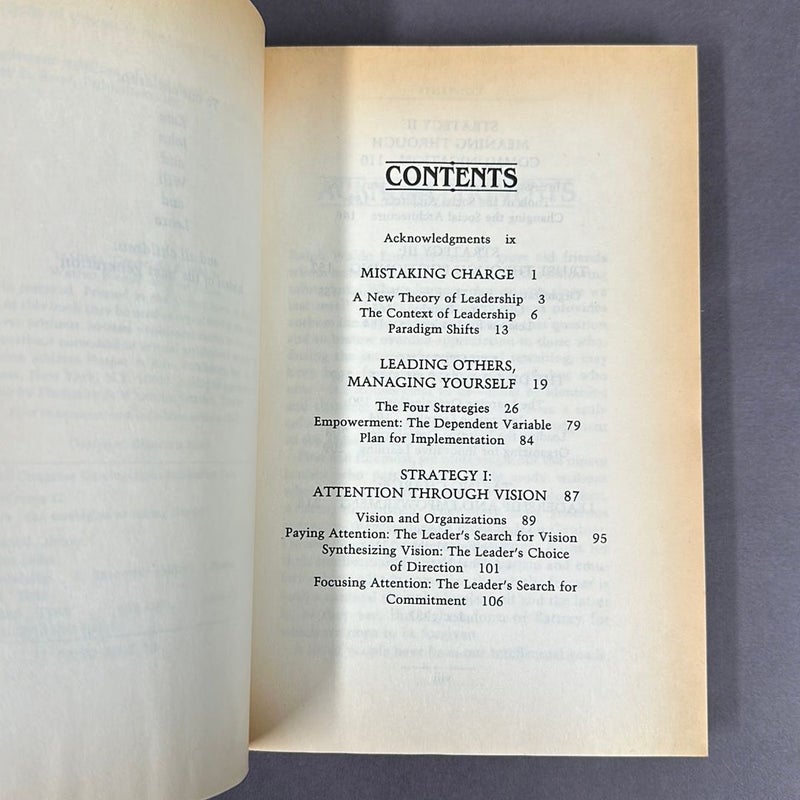 CONTENTS
Acknowledgments ix
MISTAKING CHARGE 1
A New Theory of Leadership 3
The Context of Leadership 6
Paradigm Shifts 13
LEADING OTHERS,
MANAGING YOURSELF 19
The Four Strategies 26
Empowerment: The Dependent Variable 79
Plan for Implementation 84
STRATEGY I:
ATTENTION THROUGH VISION 87
Vision and Organizations 89
Paying Attention: The Leader's Search for Vision 95
Synthesizing Vision: The Leader's Choice
of Direction 101
Focusing Attention: The Leader's Search for
Commitment 106